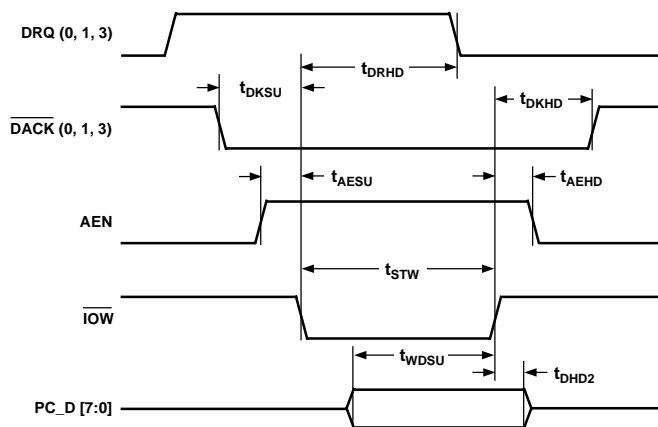 DRQ (0, 1, 3)
tDRHD
tDKSU
tDKHD
DACK (0, 1, 3)
tAESU
tAEHD
AEN
tSTW
IOW
tWDSU
tDHD2
PC_D [7:0]